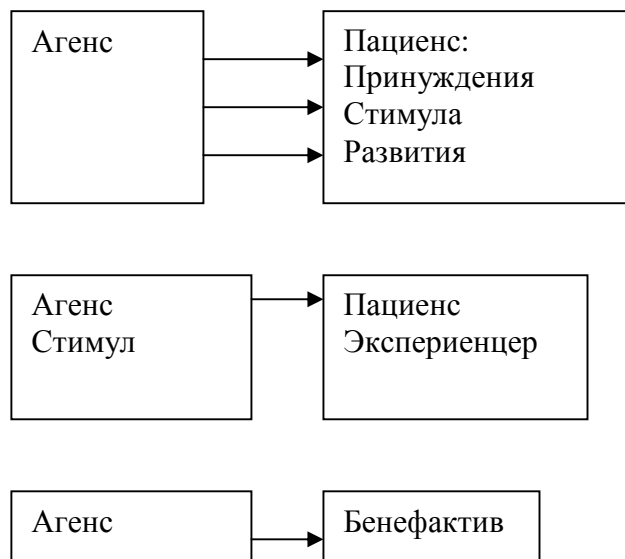 Агенс
Пациенс:
Принуждения
Стимула
Развития
Агенс
Стимул
Пациенс
Экспериенцер
Агенс
Бенефактив